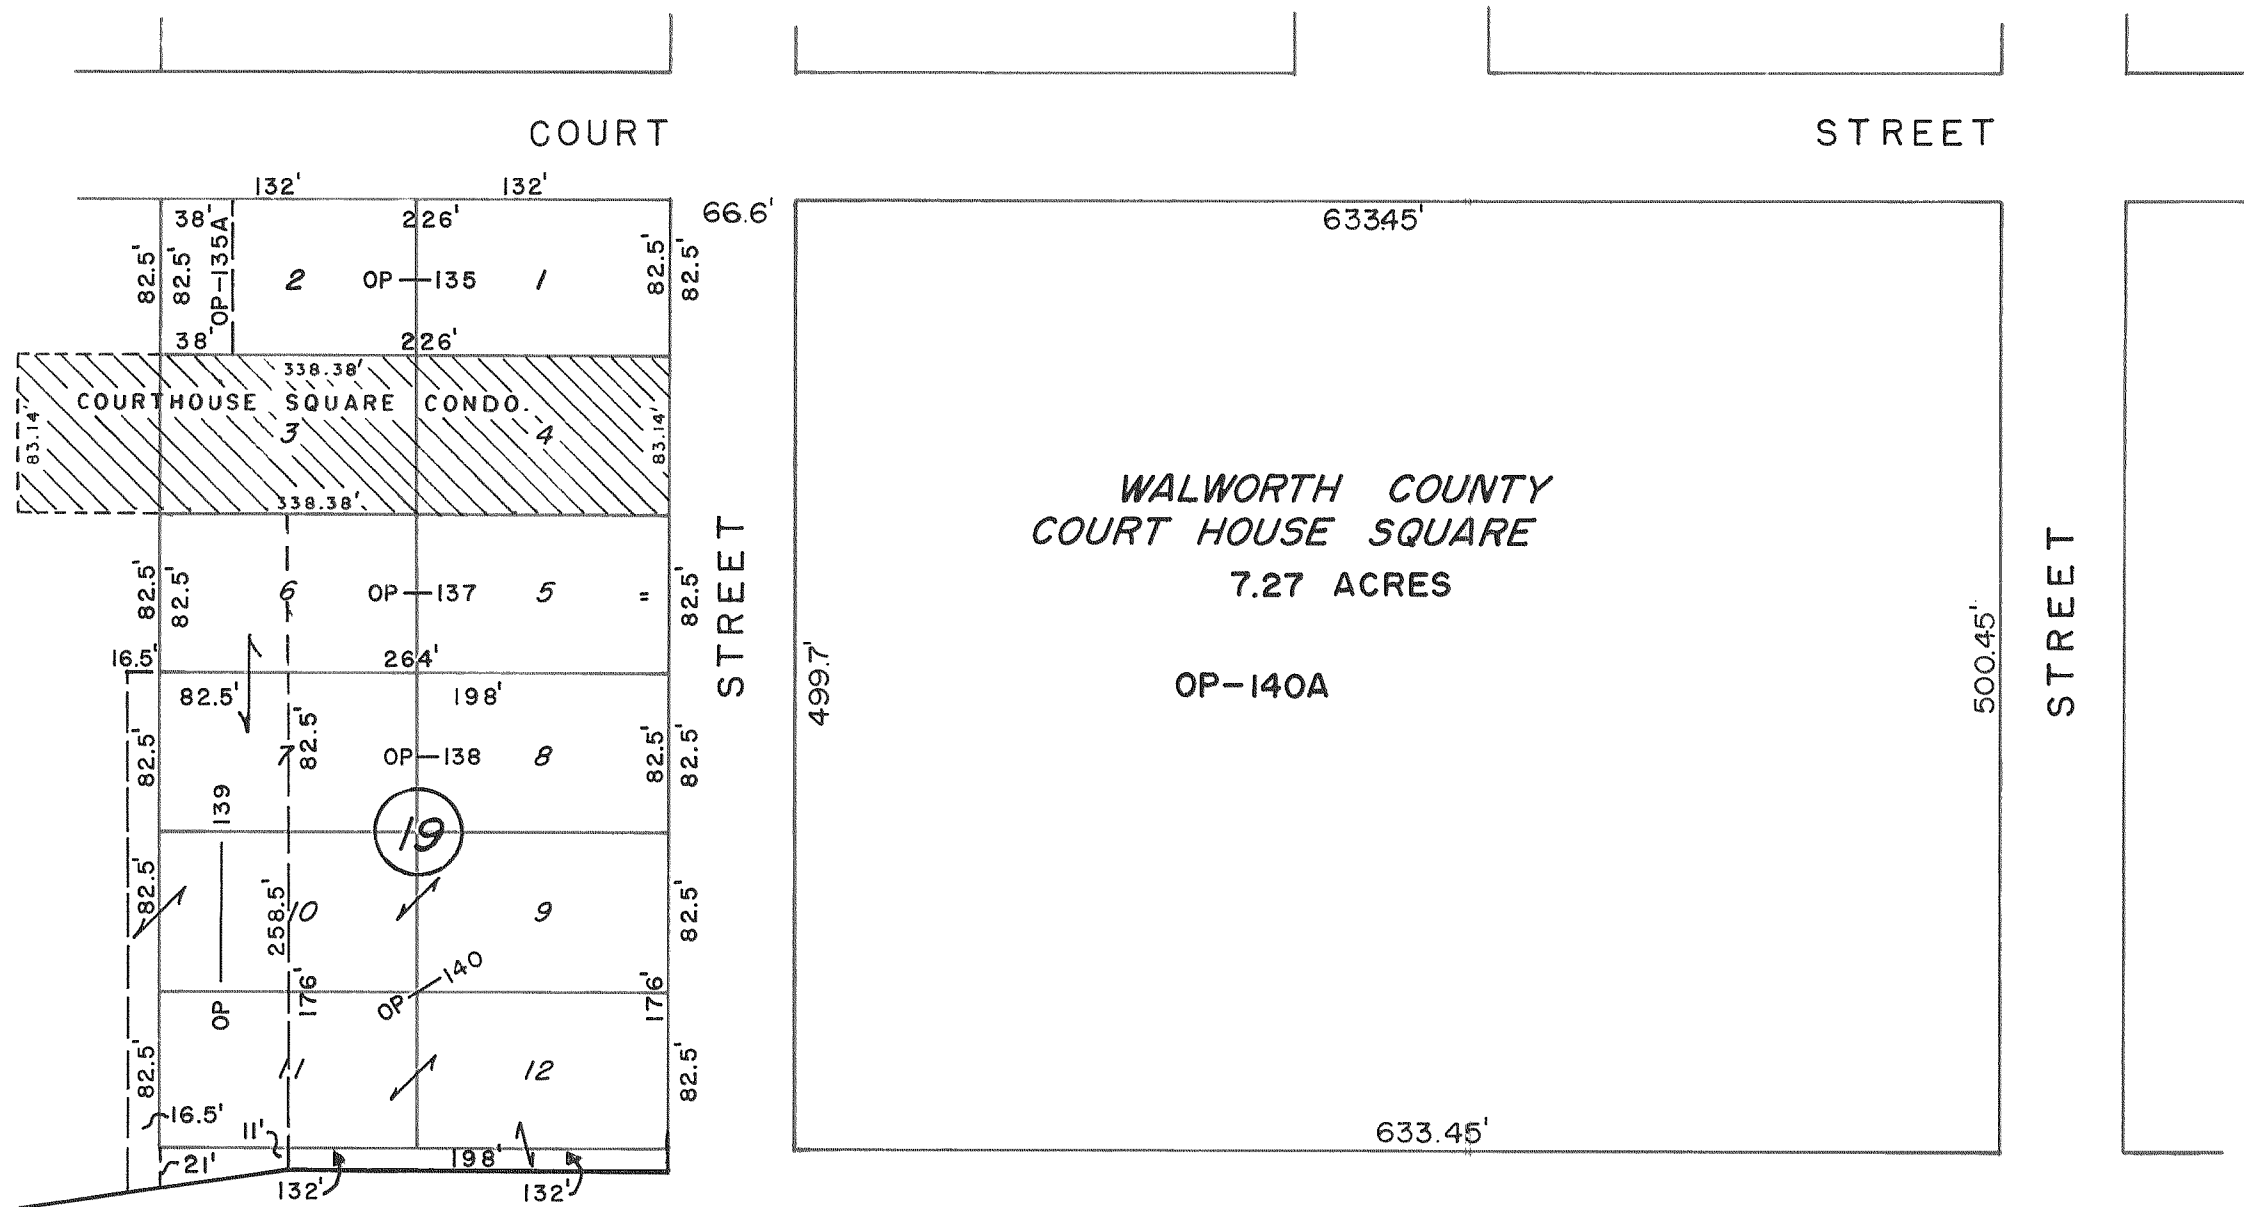 COURT STREET
132' 132'
66.6'
38' 226' 63345'
82.5' 82.5' OP-135A 2 OP-135 1 82.5' 82.5'
38' 226'
338.38'
COURTHOUSE SQUARE CONDO.
83.14' 3 4 83.14'
338.38'
WALWORTH COUNTY
COURT HOUSE SQUARE
7.27 ACRES
OP-140A
STREET
499.7'
500.45'
STREET
82.5' 82.5' 6 OP-137 5 = 82.5'
16.5' 264'
82.5' 198'
82.5' 7 82.5' OP-138 8 82.5' 82.5'
OP 139
19
82.5' 258.5' 10 9 82.5'
176' OP-140 176'
82.5' 11 12 82.5'
16.5'
11'
21' 198'
132' 132'
633.45'